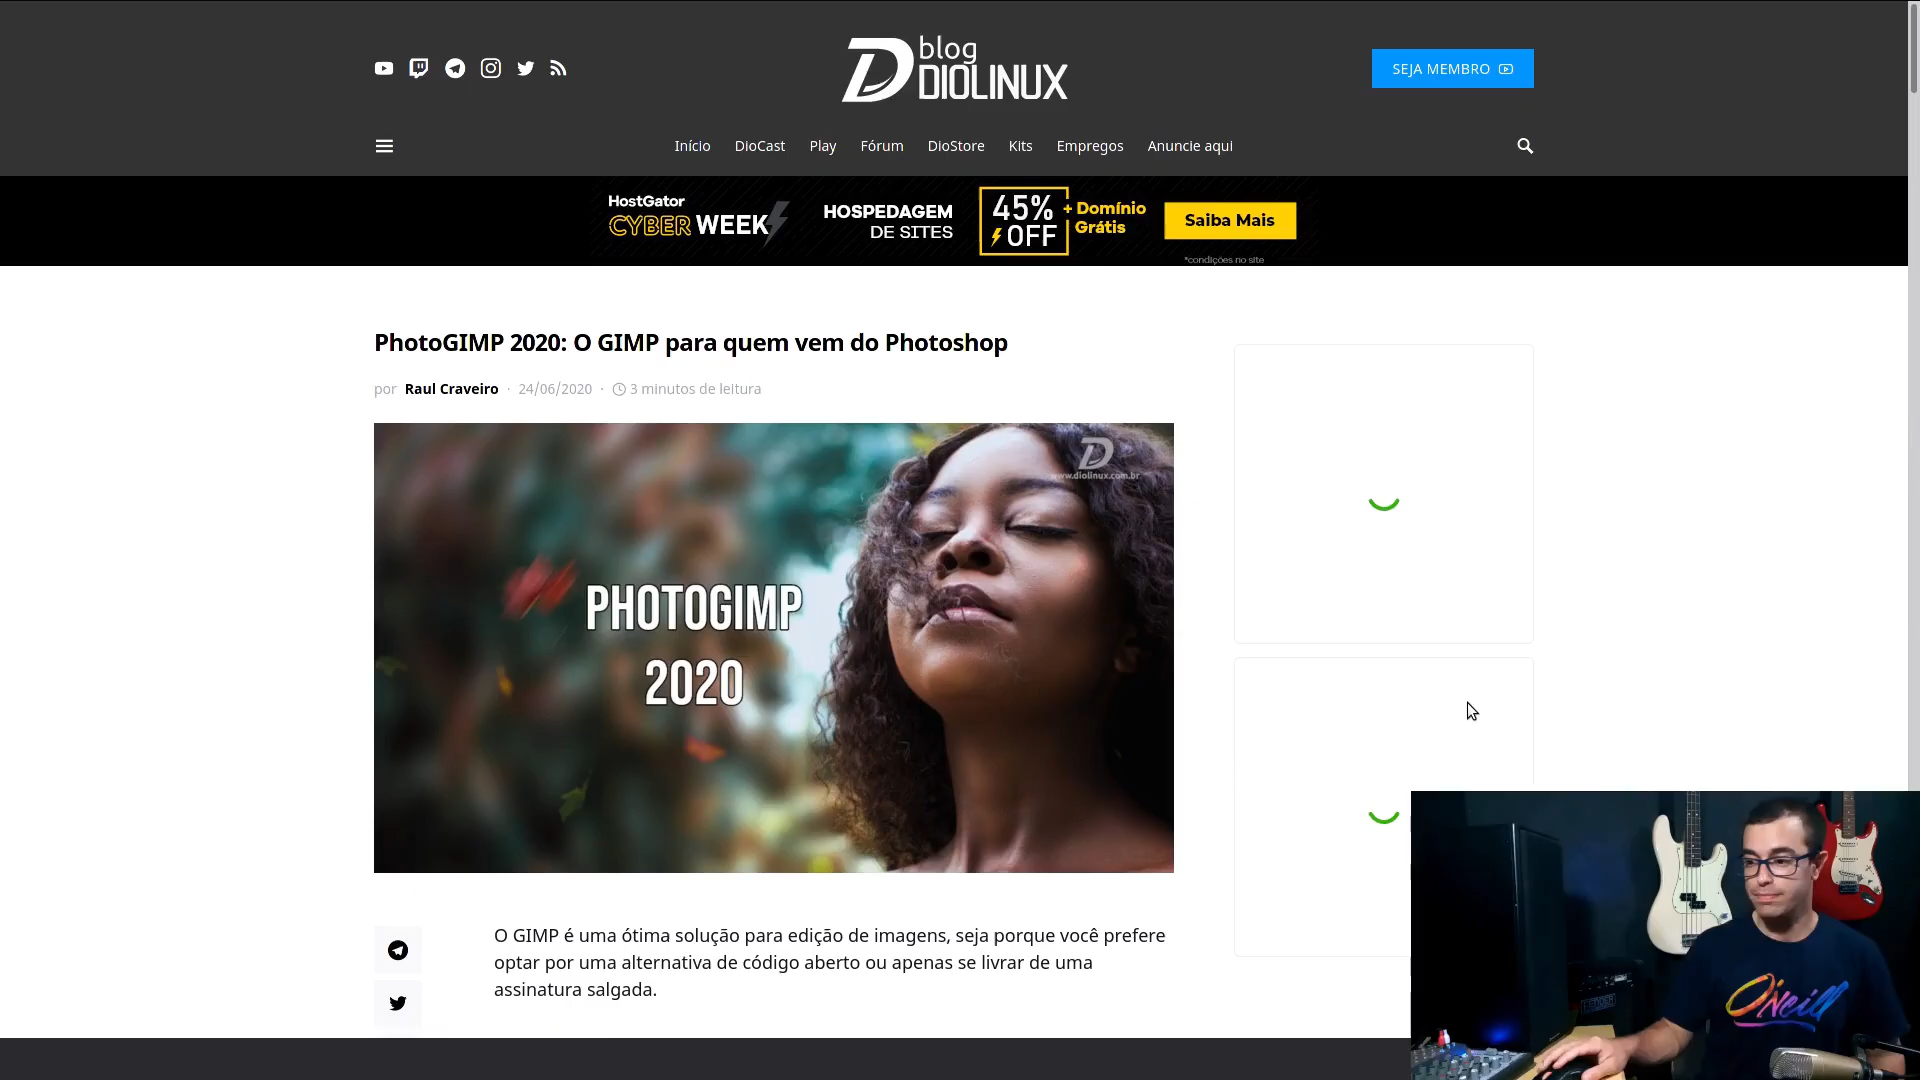 blog
DIOLINUX
SEJA MEMBRO
Início DioCast Play Fórum DioStore Kits Empregos Anuncie aqui
HostGator
CYBER WEEK
HOSPEDAGEM
DE SITES
45%
OFF
+ Domínio
Grátis
Saiba Mais
*condições no site
PhotoGIMP 2020: O GIMP para quem vem do Photoshop
por Raul Craveiro · 24/06/2020 · 3 minutos de leitura
www.diolinux.com.br
PHOTOGIMP
2020
O GIMP é uma ótima solução para edição de imagens, seja porque você prefere
optar por uma alternativa de código aberto ou apenas se livrar de uma
assinatura salgada.
O'neill